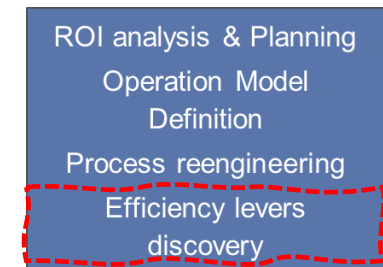 ROI analysis & Planning
Operation Model
Definition
Process reengineering
Efficiency levers
discovery